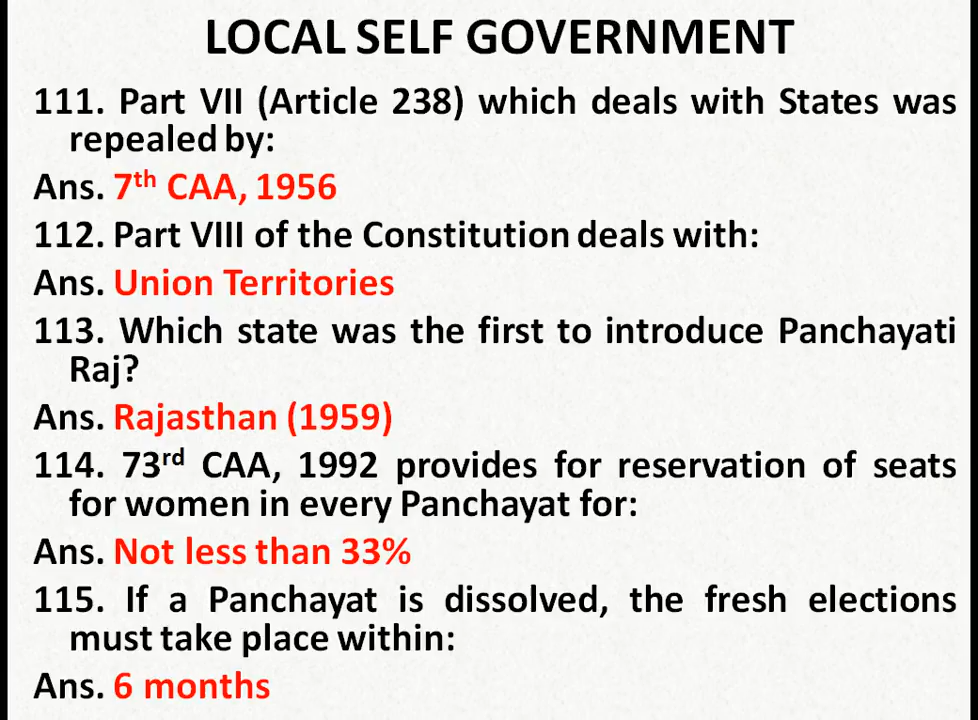 LOCAL SELF GOVERNMENT
111. Part VII (Article 238) which deals with States was
repealed by:
Ans. 7th CAA, 1956
112. Part VIII of the Constitution deals with:
Ans. Union Territories
113. Which state was the first to introduce Panchayati
Raj?
Ans. Rajasthan (1959)
114. 73rd CAA, 1992 provides for reservation of seats
for women in every Panchayat for:
Ans. Not less than 33%
115. If a Panchayat is dissolved, the fresh elections
must take place within:
Ans. 6 months